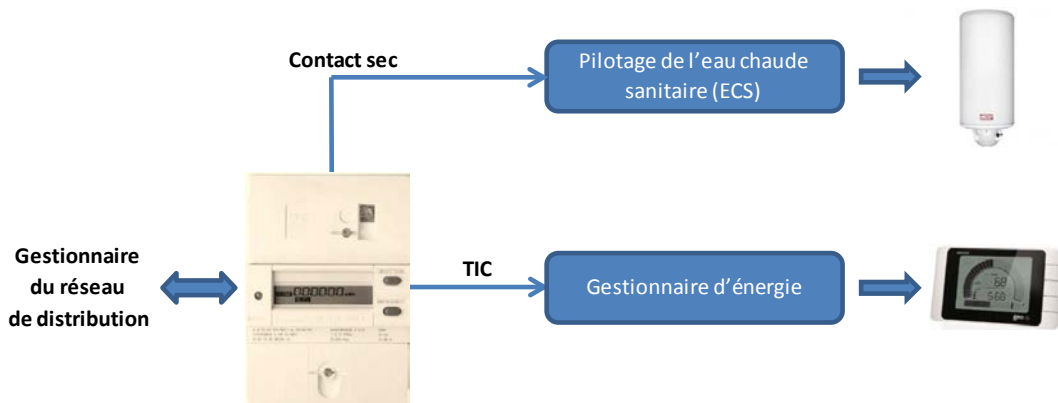 Contact sec
Pilotage de l'eau chaude
sanitaire (ECS)
Gestionnaire
du réseau
de distribution
TIC
Gestionnaire d'énergie